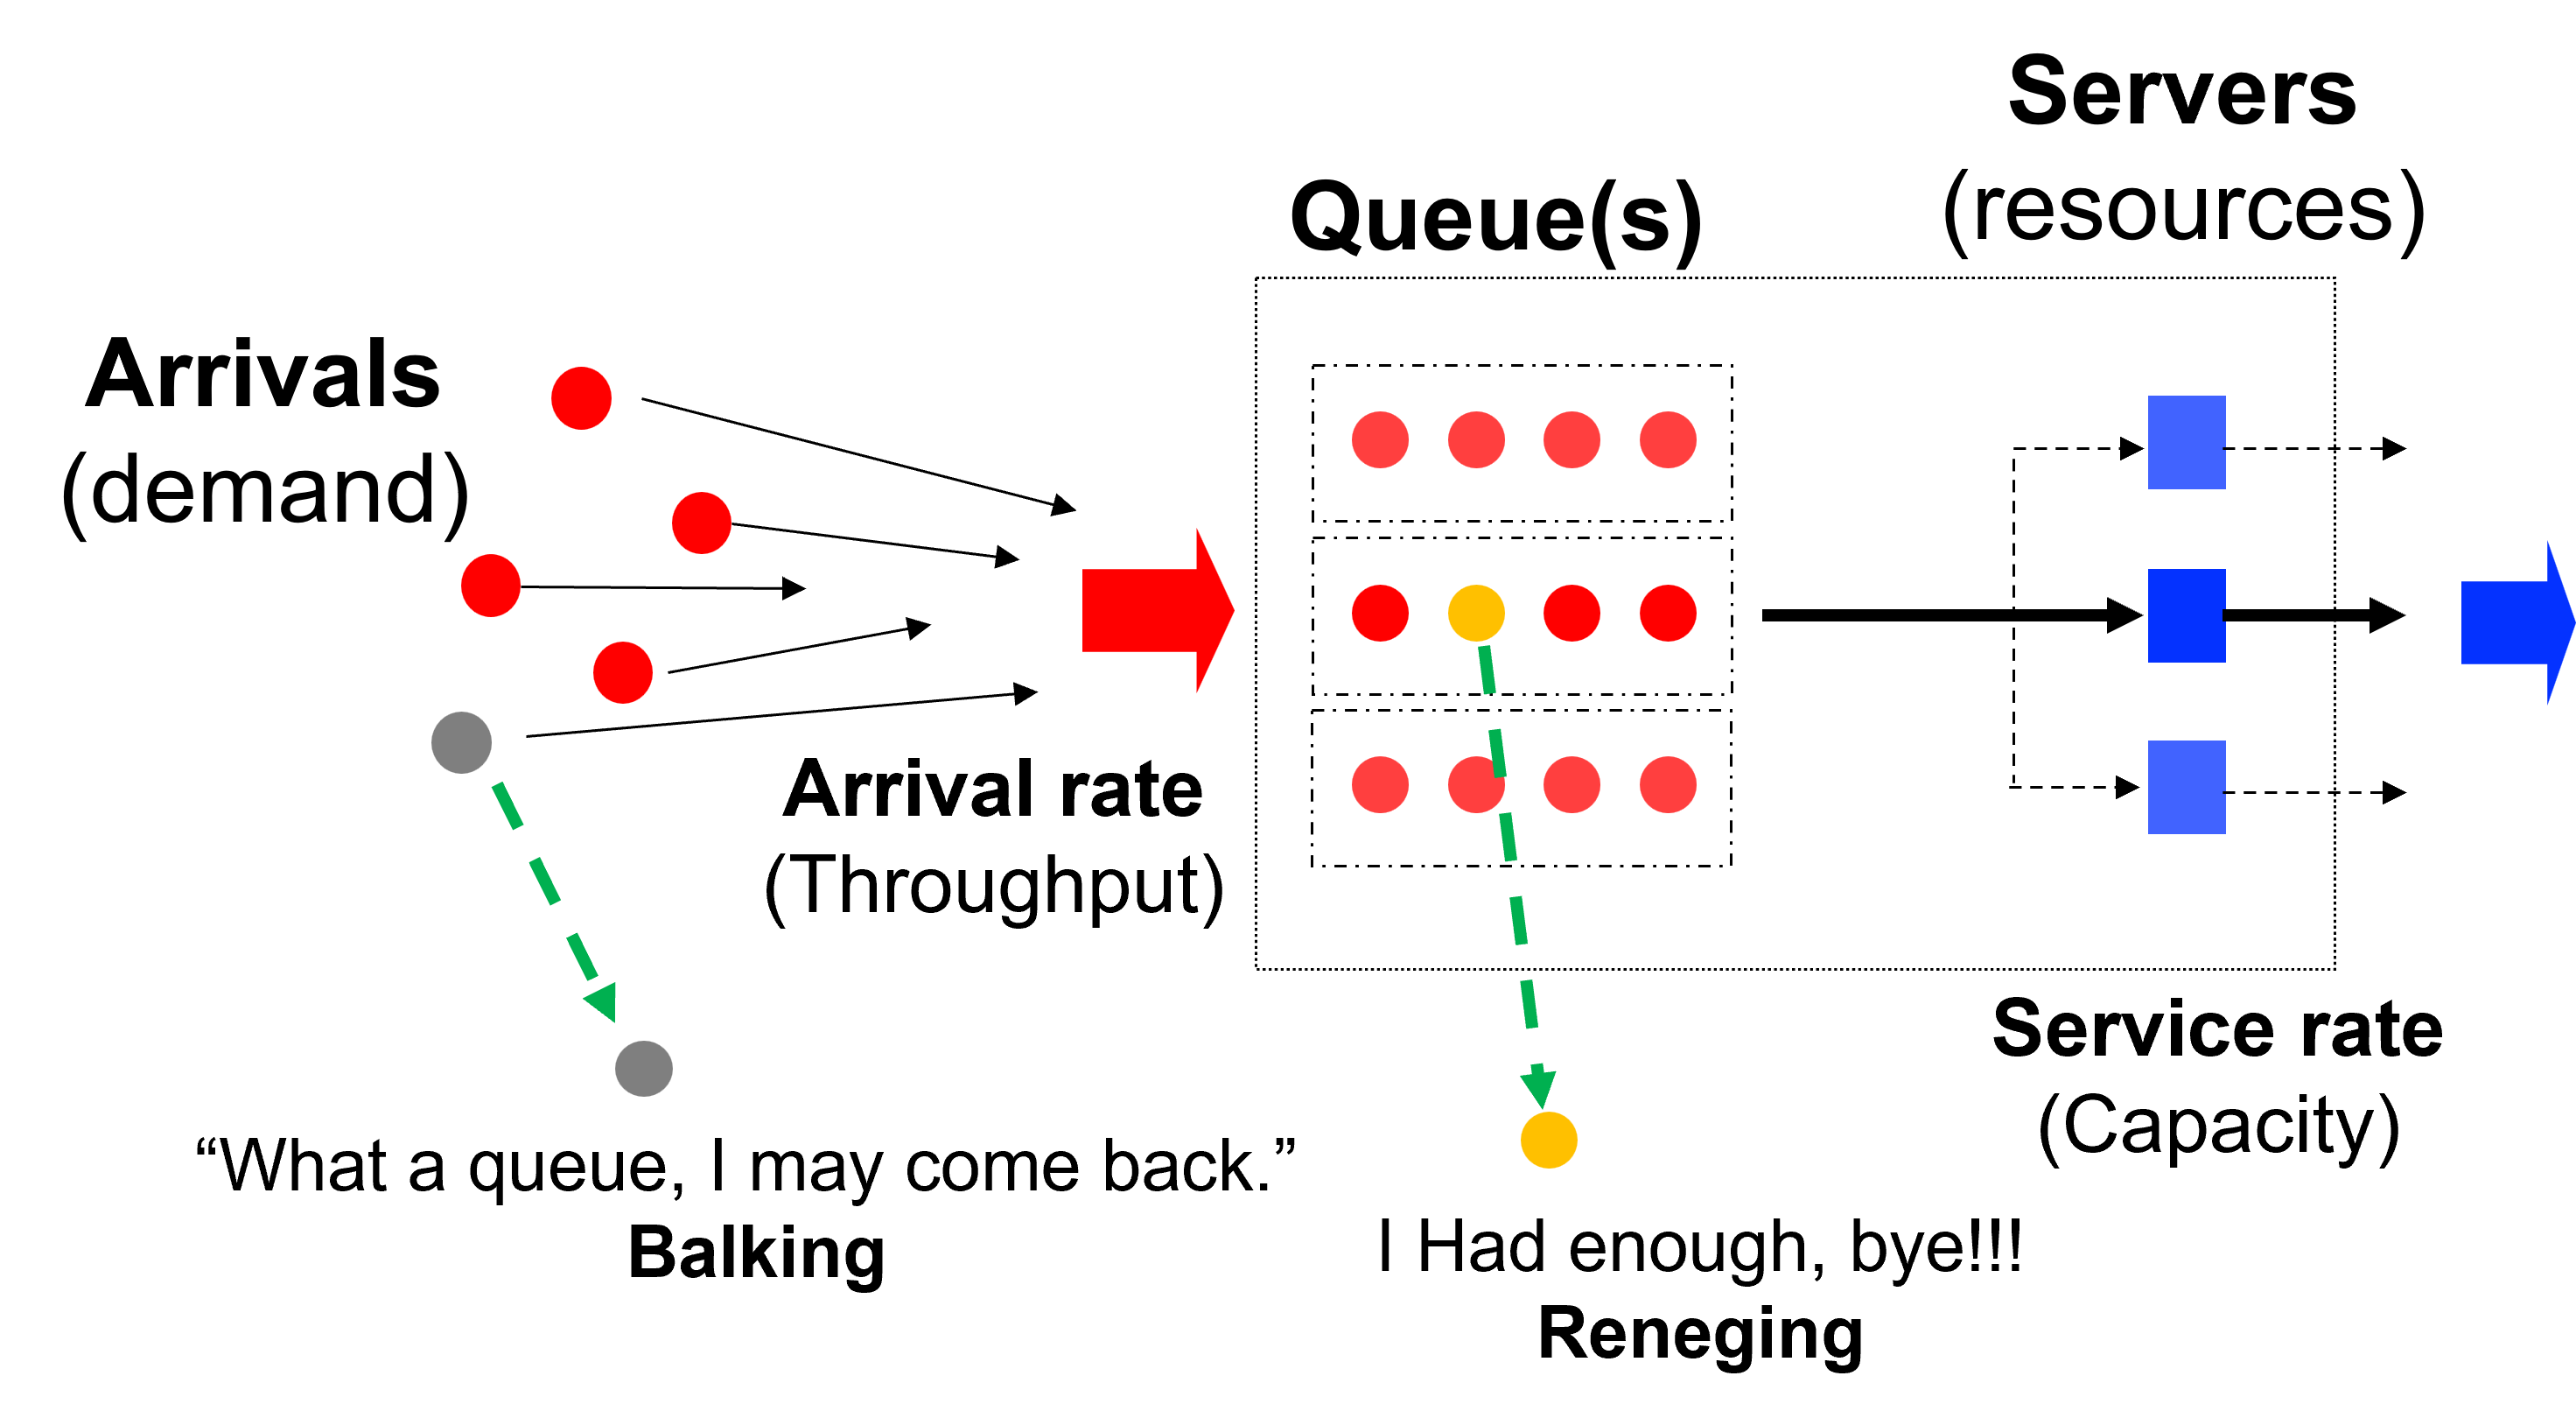 Servers
(resources)
Queue(s)
Arrivals
(demand)
Arrival rate
(Throughput)
Service rate
(Capacity)
“What a queue, I may come back.”
Balking
I Had enough, bye!!!
Reneging